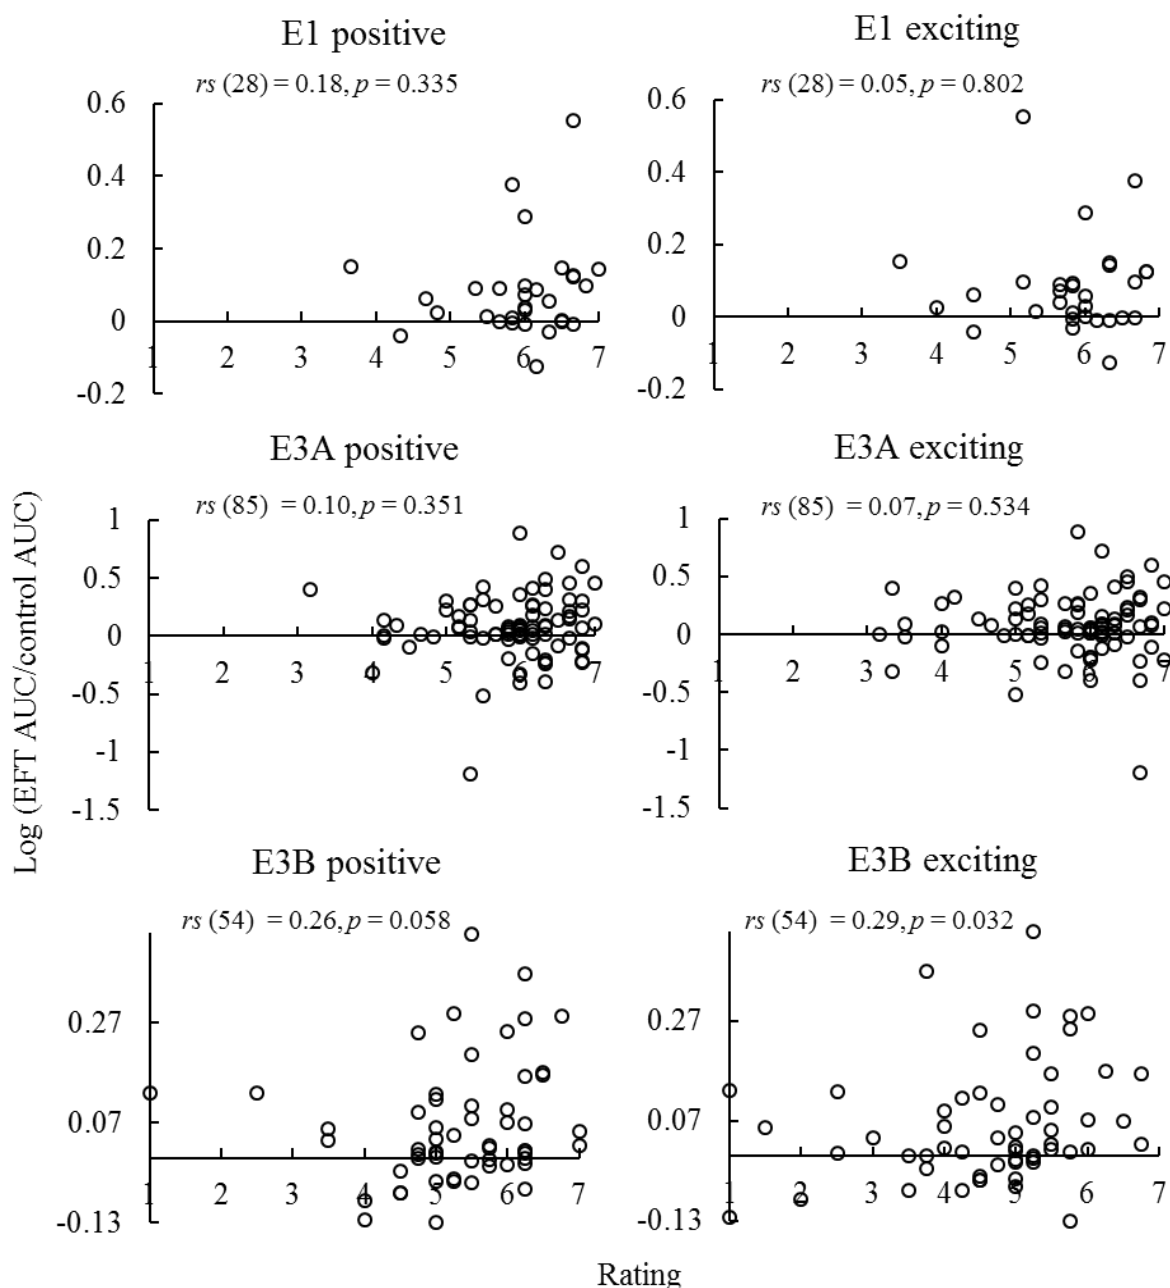 E1 positive
rs (28) = 0.18, p = 0.335
0.6
0.4
0.2
0
-0.2
1 2 3 4 5 6 7
E1 exciting
rs (28) = 0.05, p = 0.802
0.6
0.4
0.2
0
-0.2
1 2 3 4 5 6 7
Log (EFT AUC/control AUC)
E3A positive
rs (85) = 0.10, p = 0.351
1
0.5
0
-0.5
-1
-1.5
1 2 3 4 5 6 7
E3A exciting
rs (85) = 0.07, p = 0.534
1
0.5
0
-0.5
-1
-1.5
1 2 3 4 5 6 7
E3B positive
rs (54) = 0.26, p = 0.058
0.27
0.07
-0.13
1 2 3 4 5 6 7
E3B exciting
rs (54) = 0.29, p = 0.032
0.27
0.07
-0.13
1 2 3 4 5 6 7
Rating